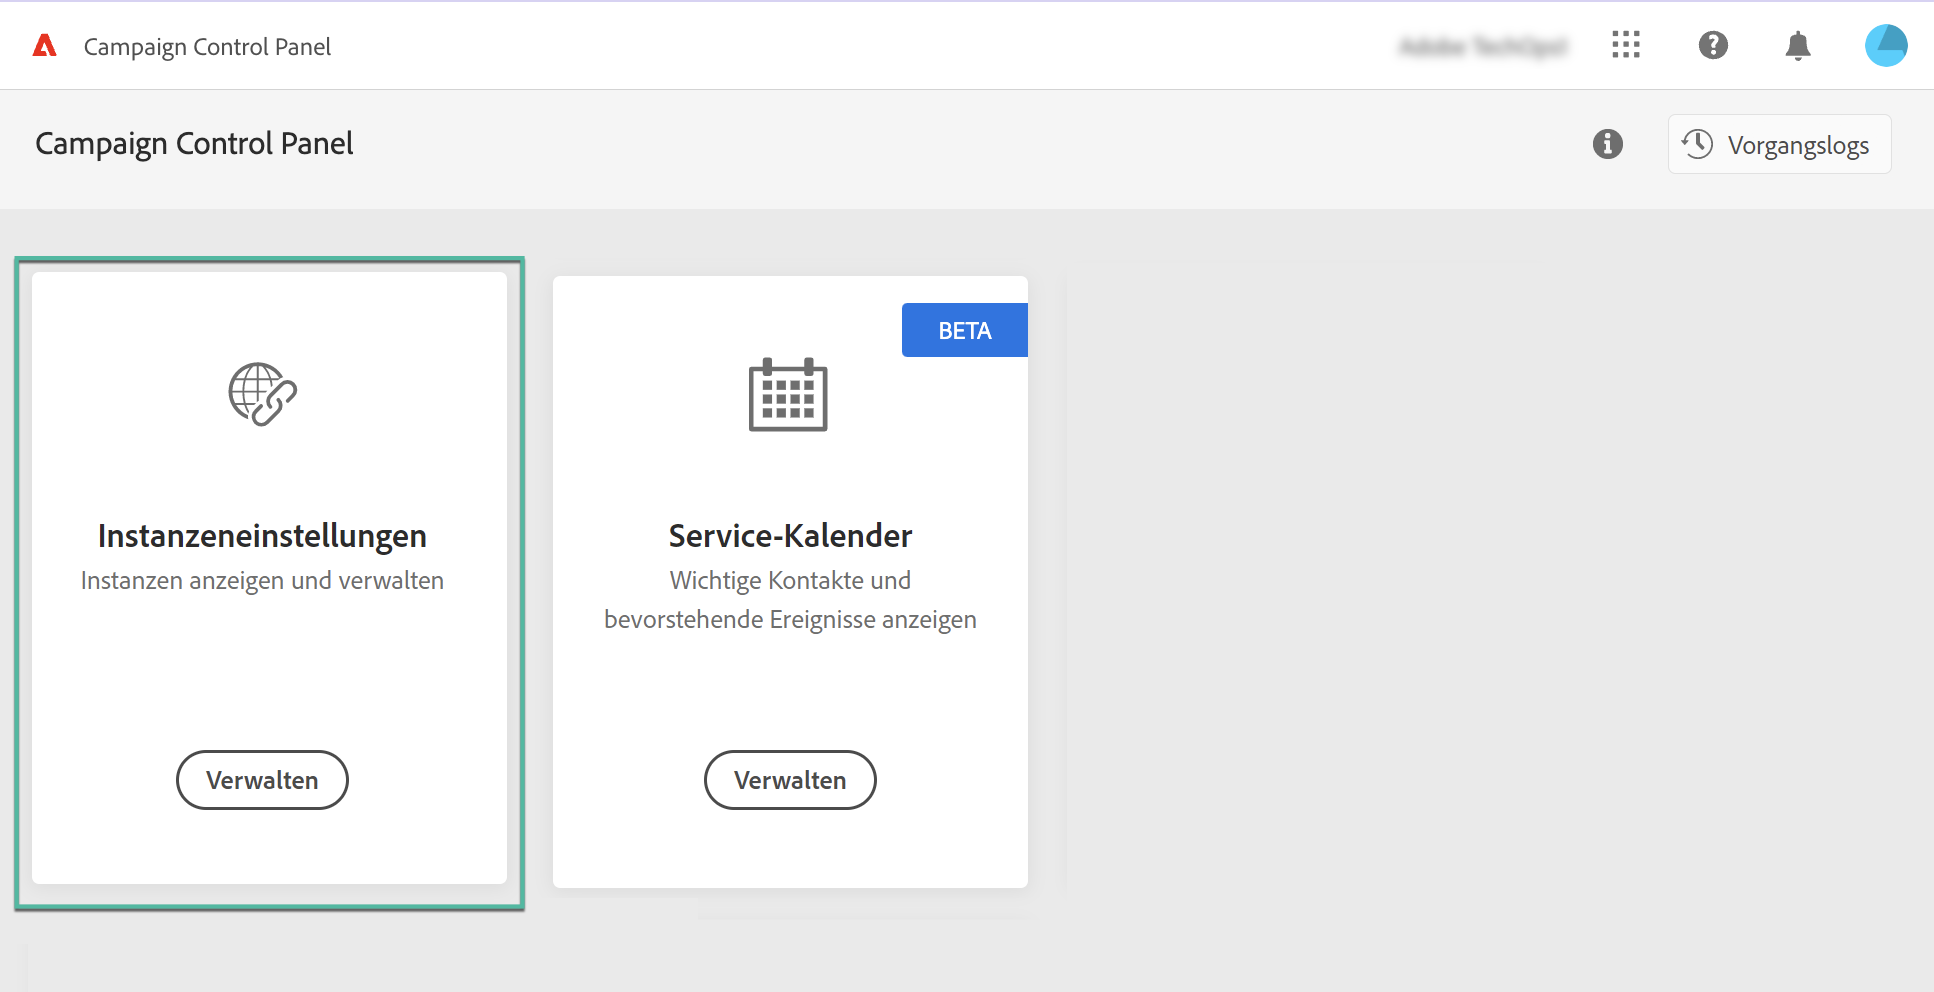 Campaign Control Panel
Campaign Control Panel
Vorgangslogs
BETA
Instanzeneinstellungen
Instanzen anzeigen und verwalten
Verwalten
Service-Kalender
Wichtige Kontakte und
bevorstehende Ereignisse anzeigen
Verwalten